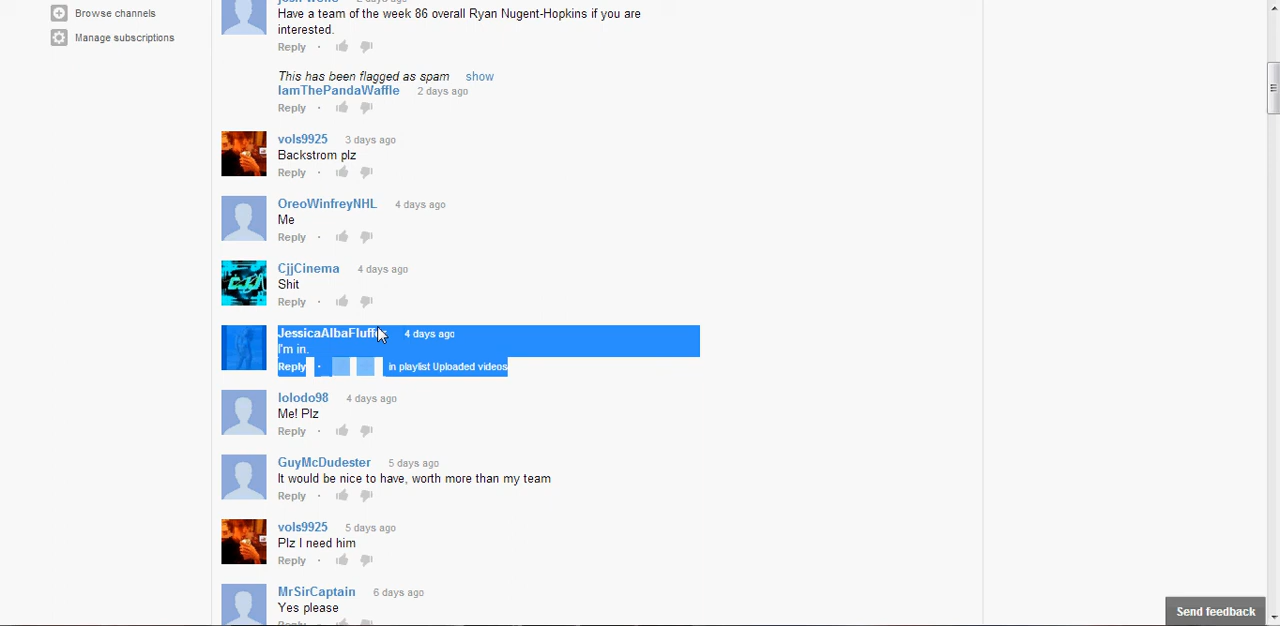 Browse channels
Manage subscriptions
2 days ago
Have a team of the week 86 overall Ryan Nugent-Hopkins if you are
interested.
Reply ·
This has been flagged as spam show
IamThePandaWaffle 2 days ago
Reply ·
vols9925 3 days ago
Backstrom plz
Reply ·
OreoWinfreyNHL 4 days ago
Me
Reply ·
CjjCinema 4 days ago
Shit
Reply ·
JessicaAlbaFluffer 4 days ago
I'm in.
Reply · in playlist Uploaded videos
lolodo98 4 days ago
Me! Plz
Reply ·
GuyMcDudester 5 days ago
It would be nice to have, worth more than my team
Reply ·
vols9925 5 days ago
Plz I need him
Reply ·
MrSirCaptain 6 days ago
Yes please
Reply ·
Send feedback